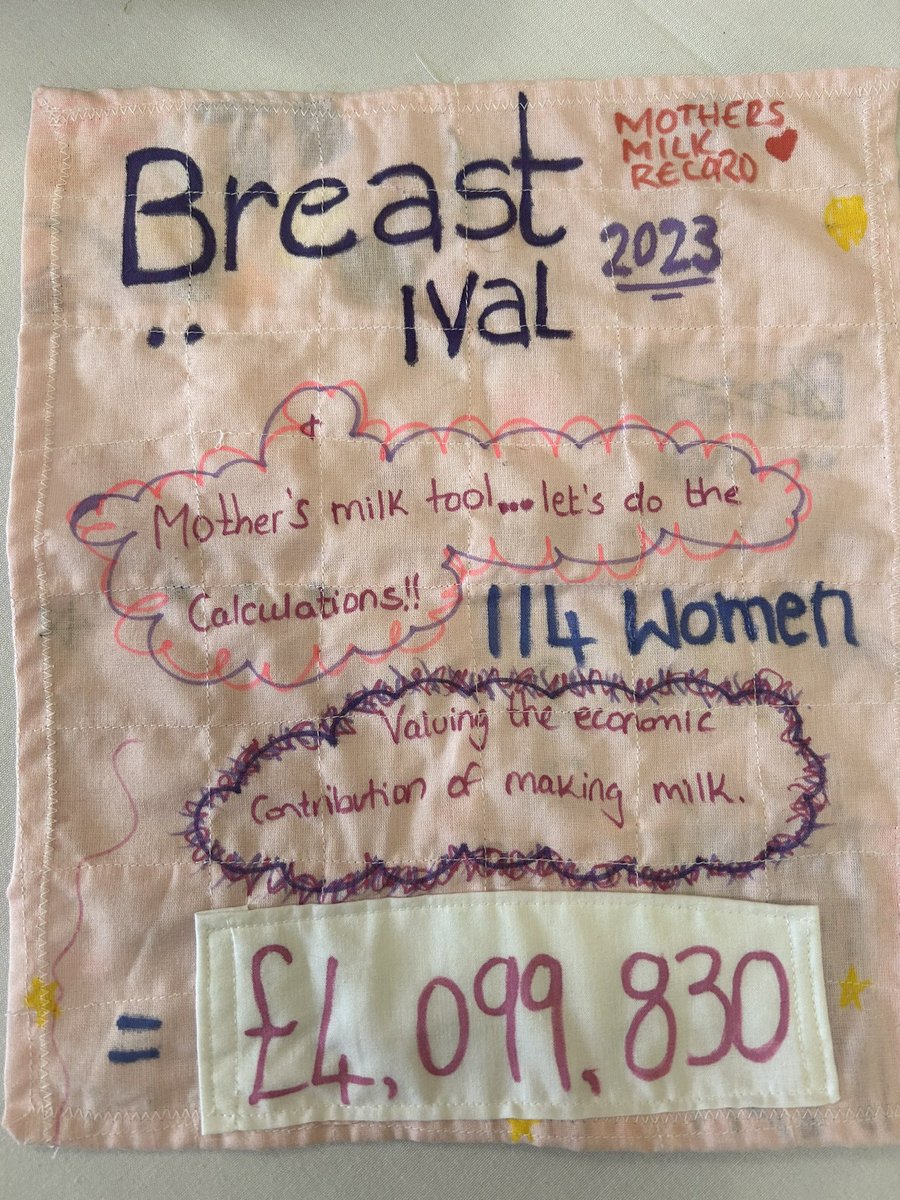 Breast
ival
MOTHERS
MILK
RECORD
2023
Mother's milk tool...let's do the
Calculations!!
114 Women
Valuing the economic
Contribution of making milk.
= £4,099,830